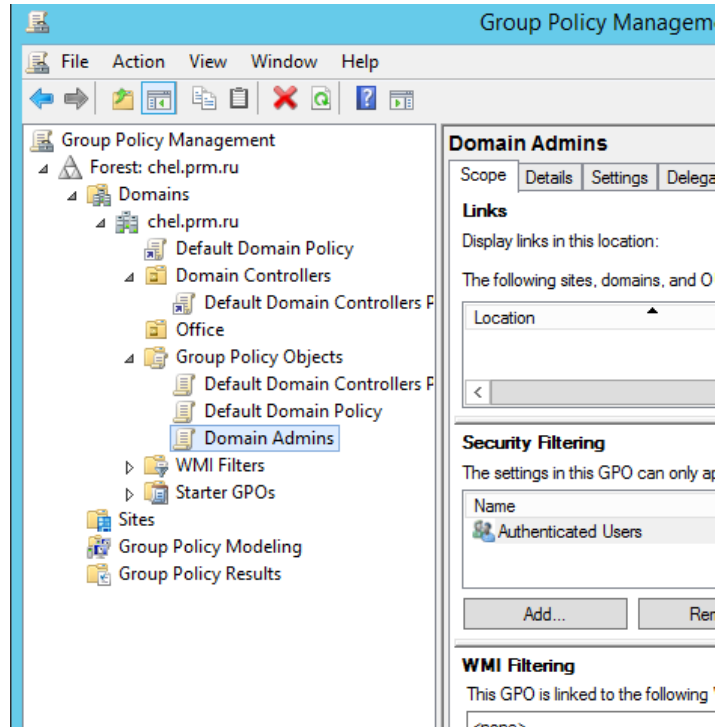 Group Policy Managem
File Action View Window Help
Group Policy Management
Forest: chel.prm.ru
Domains
chel.prm.ru
Default Domain Policy
Domain Controllers
Default Domain Controllers P
Office
Group Policy Objects
Default Domain Controllers P
Default Domain Policy
Domain Admins
WMI Filters
Starter GPOs
Sites
Group Policy Modeling
Group Policy Results
Domain Admins
Scope Details Settings Delega
Links
Display links in this location:
The following sites, domains, and O
Location
Security Filtering
The settings in this GPO can only ap
Name
Authenticated Users
Add... Rem
WMI Filtering
This GPO is linked to the following
<none>